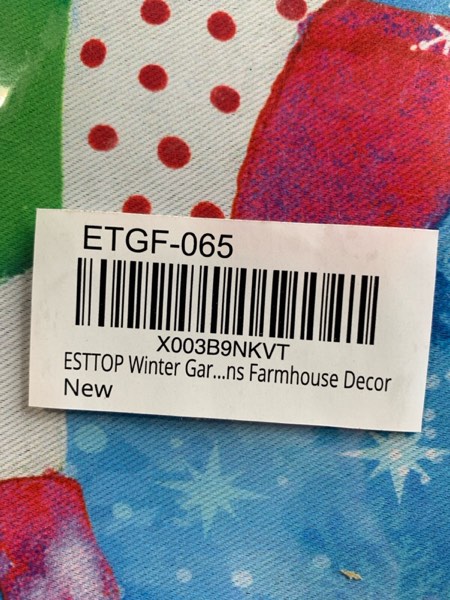 ETGF-065
X003B9NKVT
ESTTOP Winter Gar...ns Farmhouse Decor
New